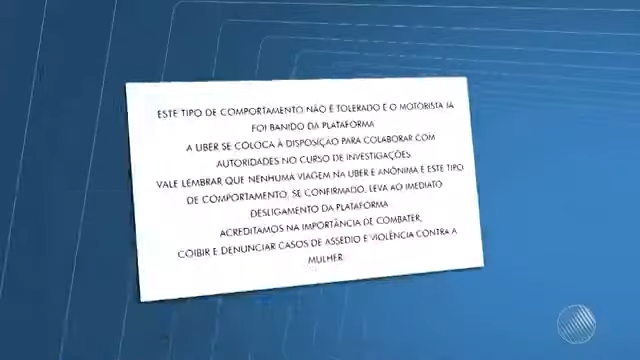 ESTE TIPO DE COMPORTAMENTO NÃO É TOLERADO E O MOTORISTA JÁ
FOI BANIDO DA PLATAFORMA
A UBER SE COLOCA À DISPOSIÇÃO PARA COLABORAR COM
AUTORIDADES NO CURSO DE INVESTIGAÇÕES.
VALE LEMBRAR QUE NENHUMA VIAGEM NA UBER É ANÔNIMA E ESTE TIPO
DE COMPORTAMENTO, SE CONFIRMADO, LEVA AO IMEDIATO
DESLIGAMENTO DA PLATAFORMA
ACREDITAMOS NA IMPORTÂNCIA DE COMBATER,
COIBIR E DENUNCIAR CASOS DE ASSÉDIO E VIOLÊNCIA CONTRA A
MULHER.